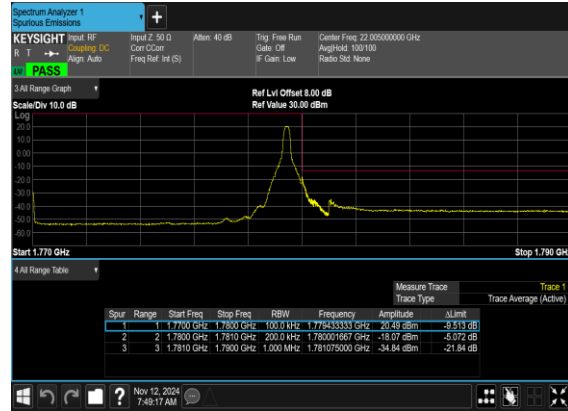 Spectrum Analyzer 1
Spurious Emissions
KEYSIGHT Input: RF Input Z: 50 Ω Atten: 40 dB Trig: Free Run Center Freq: 22.005000000 GHz
R T Coupling: DC Corr CCorr Gate: Off Avg|Hold: 100/100
Align: Auto Freq Ref: Int (S) IF Gain: Low Radio Std: None
PASS
3 All Range Graph
Ref Lvl Offset 8.00 dB
Scale/Div 10.0 dB Ref Value 30.00 dBm
Log
20.0
10.0
0.00
-10.0
-20.0
-30.0
-40.0
-50.0
-60.0
Start 1.770 GHz Stop 1.790 GH
4 All Range Table
Measure Trace Trace 1
Trace Type Trace Average (Active)
Spur Range Start Freq Stop Freq RBW Frequency Amplitude ΔLimit
1 1 1.7700 GHz 1.7800 GHz 100.0 kHz 1.779433333 GHz 20.49 dBm -9.513 dB
2 2 1.7800 GHz 1.7810 GHz 200.0 kHz 1.780001667 GHz -18.07 dBm -5.072 dB
3 3 1.7810 GHz 1.7900 GHz 1.000 MHz 1.781075000 GHz -34.84 dBm -21.84 dB
? Nov 12, 2024
7:49:17 AM